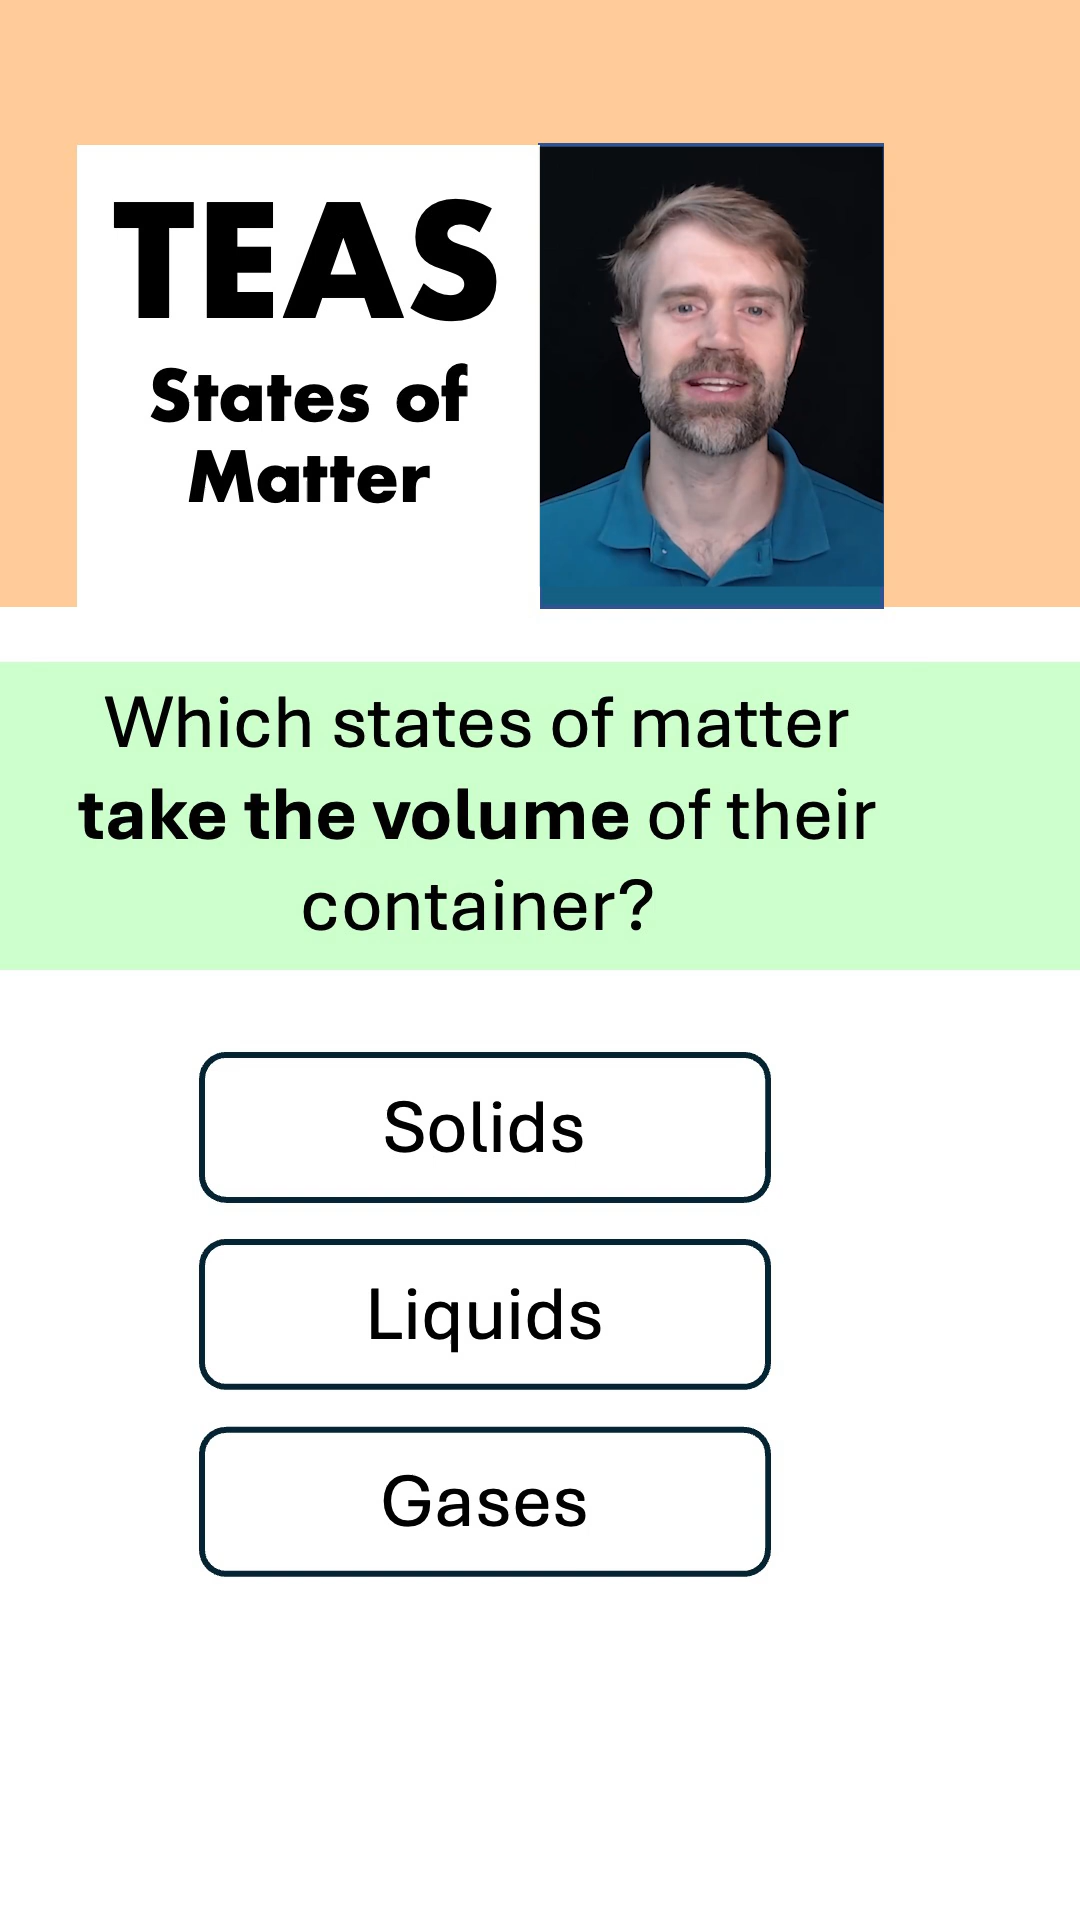 TEAS
States of
Matter
Which states of matter
take the volume of their
container?
Solids
Liquids
Gases